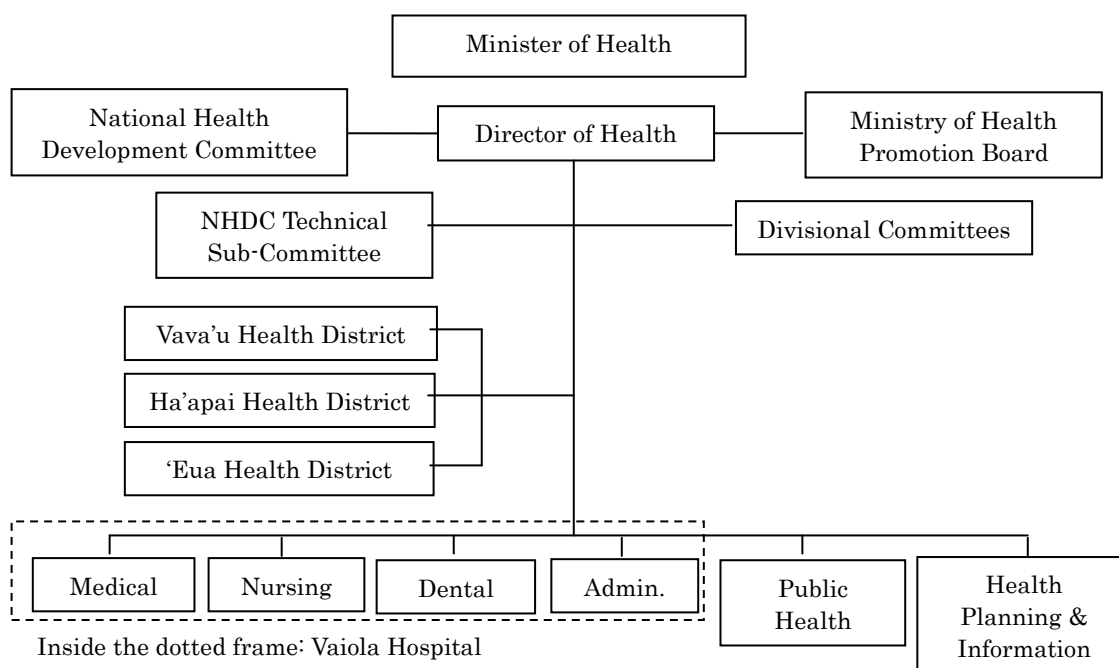 Minister of Health
National Health
Development Committee
Director of Health
Ministry of Health
Promotion Board
NHDC Technical
Sub-Committee
Divisional Committees
Vava’u Health District
Ha’apai Health District
‘Eua Health District
Medical
Nursing
Dental
Admin.
Public
Health
Health
Planning &
Information
Inside the dotted frame: Vaiola Hospital